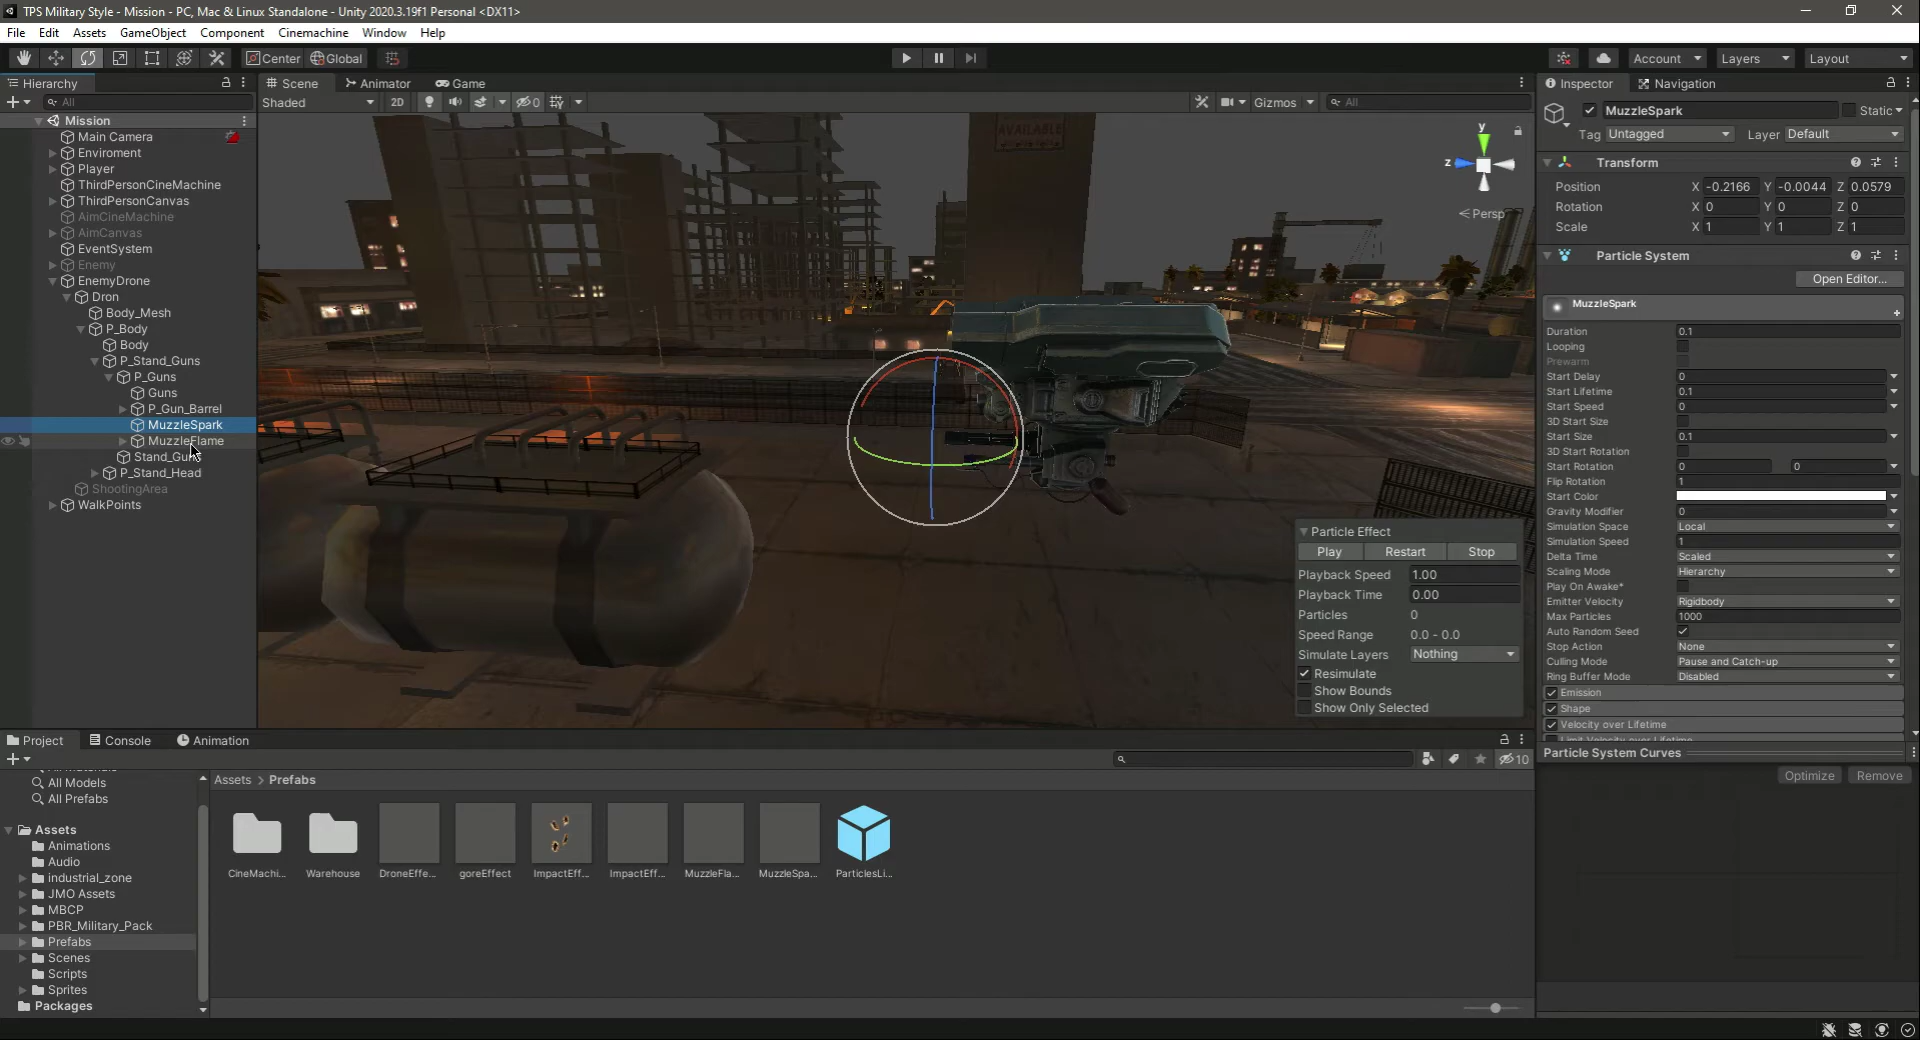 TPS Military Style - Mission - PC, Mac & Linux Standalone - Unity 2020.3.19f1 Personal <DX11>
File Edit Assets GameObject Component Cinemachine Window Help
Center Global Account Layers Layout
Hierarchy
All
Mission
Main Camera
Enviroment
Player
ThirdPersonCineMachine
ThirdPersonCanvas
AimCineMachine
AimCanvas
EventSystem
Enemy
EnemyDrone
Dron
Body_Mesh
P_Body
Body
P_Stand_Guns
P_Guns
Guns
P_Gun_Barrel
MuzzleSpark
MuzzleFlame
Stand_Guns
P_Stand_Head
ShootingArea
WalkPoints
Scene Animator Game
Shaded 2D 0 Gizmos All
AVAILABLE
y
z
< Persp
Particle Effect
Play Restart Stop
Playback Speed 1.00
Playback Time 0.00
Particles 0
Speed Range 0.0 - 0.0
Simulate Layers Nothing
Resimulate
Show Bounds
Show Only Selected
Inspector Navigation
MuzzleSpark Static
Tag Untagged Layer Default
Transform
Position X -0.2166 Y -0.0044 Z 0.0579
Rotation X 0 Y 0 Z 0
Scale X 1 Y 1 Z 1
Particle System
Open Editor...
MuzzleSpark
Duration 0.1
Looping
Prewarm
Start Delay 0
Start Lifetime 0.1
Start Speed 0
3D Start Size
Start Size 0.1
3D Start Rotation
Start Rotation 0 0
Flip Rotation 1
Start Color
Gravity Modifier 0
Simulation Space Local
Simulation Speed 1
Delta Time Scaled
Scaling Mode Hierarchy
Play On Awake*
Emitter Velocity Rigidbody
Max Particles 1000
Auto Random Seed
Stop Action None
Culling Mode Pause and Catch-up
Ring Buffer Mode Disabled
Emission
Shape
Velocity over Lifetime
Limit Velocity over Lifetime
Particle System Curves
Optimize Remove
Project Console Animation
10
All Materials
All Models
All Prefabs
Assets
Animations
Audio
industrial_zone
JMO Assets
MBCP
PBR_Military_Pack
Prefabs
Scenes
Scripts
Sprites
Packages
Assets > Prefabs
CineMachi... Warehouse DroneEffe... goreEffect ImpactEff... ImpactEff... MuzzleFla... MuzzleSpa... ParticlesLi...